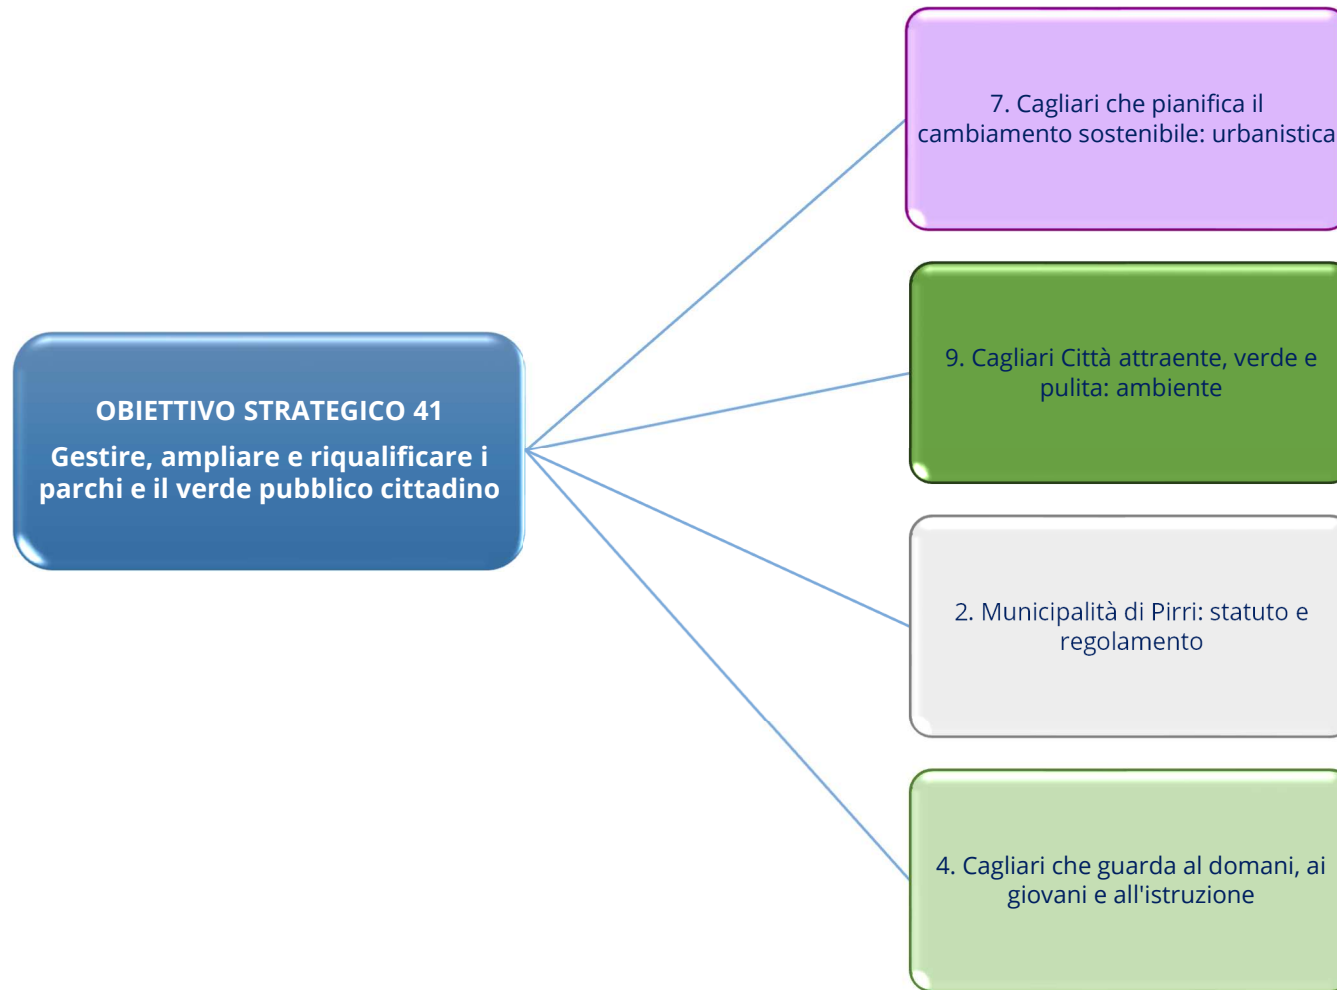 OBIETTIVO STRATEGICO 41
Gestire, ampliare e riqualificare i
parchi e il verde pubblico cittadino
7. Cagliari che pianifica il
cambiamento sostenibile: urbanistica
9. Cagliari Città attraente, verde e
pulita: ambiente
2. Municipalità di Pirri: statuto e
regolamento
4. Cagliari che guarda al domani, ai
giovani e all'istruzione